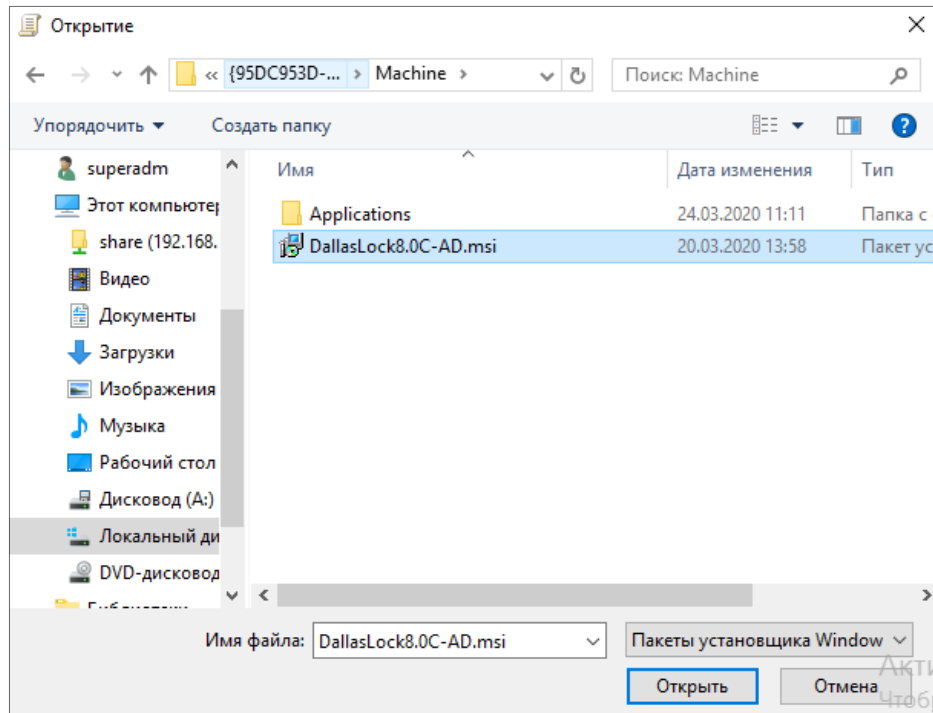 Открытие
« {95DC953D-... > Machine >
Поиск: Machine
Упорядочить Создать папку
Имя Дата изменения Тип
superadm
Этот компьютер
share (192.168.
Видео
Документы
Загрузки
Изображения
Музыка
Рабочий стол
Дисковод (A:)
Локальный ди
DVD-дисковод
Applications 24.03.2020 11:11 Папка с
DallasLock8.0C-AD.msi 20.03.2020 13:58 Пакет ус
Имя файла: DallasLock8.0C-AD.msi Пакеты установщика Window
Открыть Отмена
Акти
Чтобы